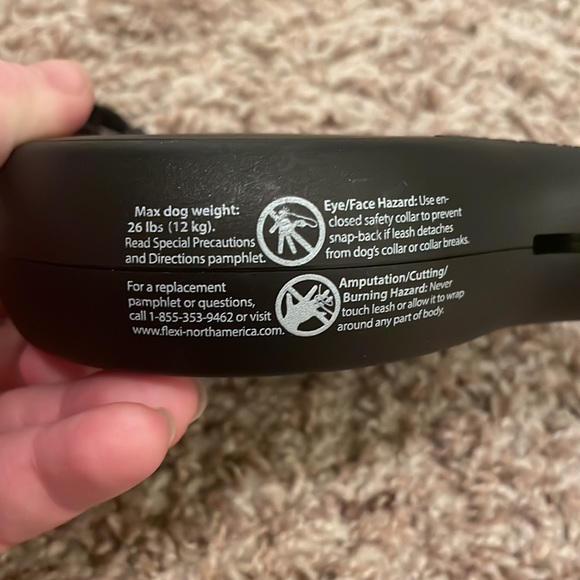 Max dog weight:
26 lbs (12 kg).
Read Special Precautions
and Directions pamphlet.
Eye/Face Hazard: Use en-
closed safety collar to prevent
snap-back if leash detaches
from dog's collar or collar breaks.
For a replacement
pamphlet or questions,
call 1-855-353-9462 or visit
www.flexi-northamerica.com.
Amputation/Cutting/
Burning Hazard: Never
touch leash or allow it to wrap
around any part of body.